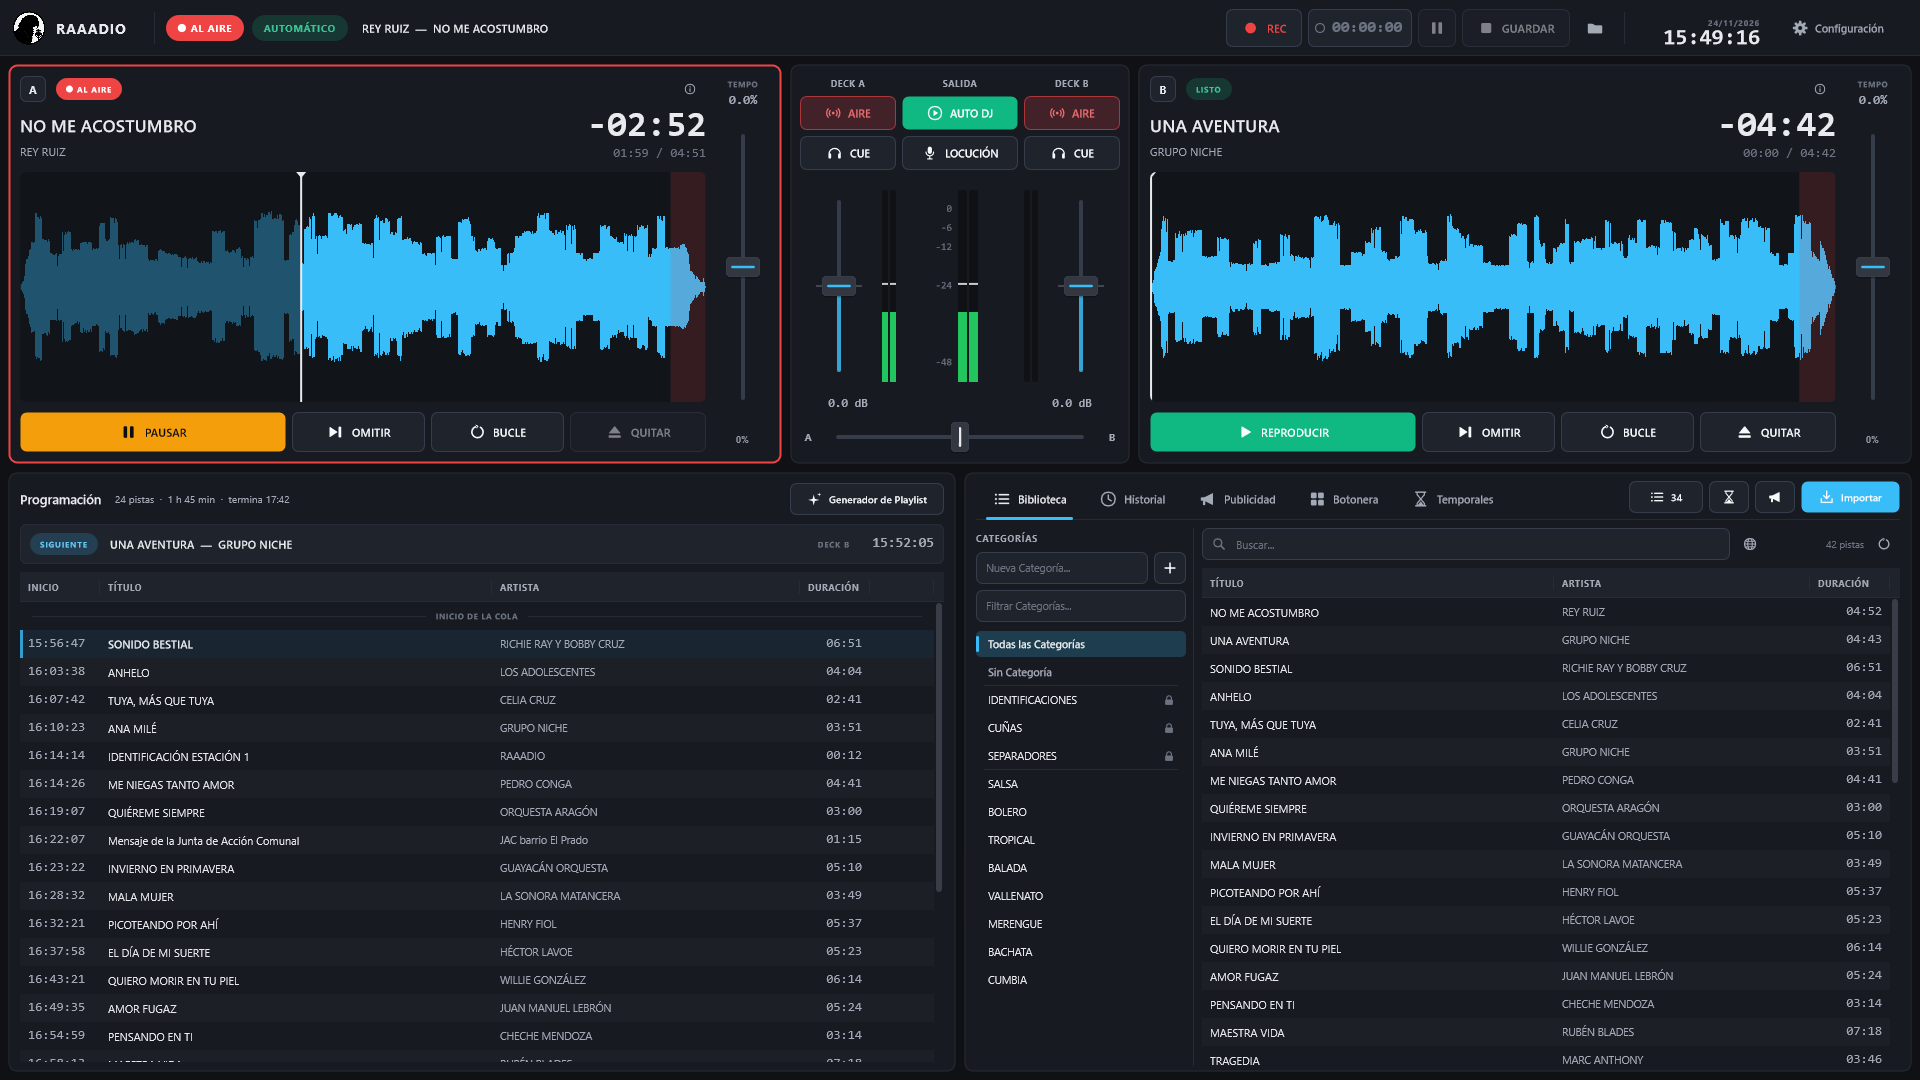 RAAADIO AL AIRE AUTOMÁTICO REY RUIZ — NO ME ACOSTUMBRO REC 00:00:00 GUARDAR 24/11/2026 15:49:16 Configuración
A AL AIRE
TEMPO
0.0%
NO ME ACOSTUMBRO -02:52
REY RUIZ 01:59 / 04:51
PAUSAR OMITIR BUCLE QUITAR 0%
DECK A SALIDA DECK B
AIRE AUTO DJ AIRE
CUE LOCUCIÓN CUE
0
-6
-12
-24
-48
0.0 dB 0.0 dB
A B
B LISTO
TEMPO
0.0%
UNA AVENTURA -04:42
GRUPO NICHE 00:00 / 04:42
REPRODUCIR OMITIR BUCLE QUITAR 0%
Programación 24 pistas · 1 h 45 min · termina 17:42 Generador de Playlist
SIGUIENTE UNA AVENTURA — GRUPO NICHE DECK B 15:52:05
INICIO TÍTULO ARTISTA DURACIÓN
INICIO DE LA COLA
15:56:47 SONIDO BESTIAL RICHIE RAY Y BOBBY CRUZ 06:51
16:03:38 ANHELO LOS ADOLESCENTES 04:04
16:07:42 TUYA, MÁS QUE TUYA CELIA CRUZ 02:41
16:10:23 ANA MILÉ GRUPO NICHE 03:51
16:14:14 IDENTIFICACIÓN ESTACIÓN 1 RAAADIO 00:12
16:14:26 ME NIEGAS TANTO AMOR PEDRO CONGA 04:41
16:19:07 QUIÉREME SIEMPRE ORQUESTA ARAGÓN 03:00
16:22:07 Mensaje de la Junta de Acción Comunal JAC barrio El Prado 01:15
16:23:22 INVIERNO EN PRIMAVERA GUAYACÁN ORQUESTA 05:10
16:28:32 MALA MUJER LA SONORA MATANCERA 03:49
16:32:21 PICOTEANDO POR AHÍ HENRY FIOL 05:37
16:37:58 EL DÍA DE MI SUERTE HÉCTOR LAVOE 05:23
16:43:21 QUIERO MORIR EN TU PIEL WILLIE GONZÁLEZ 06:14
16:49:35 AMOR FUGAZ JUAN MANUEL LEBRÓN 05:24
16:54:59 PENSANDO EN TI CHECHE MENDOZA 03:14
16:58:13 MAESTRA VIDA RUBÉN BLADES 07:18
Biblioteca Historial Publicidad Botonera Temporales 34 Importar
CATEGORÍAS
Nueva Categoría...
Filtrar Categorías...
Todas las Categorías
Sin Categoría
IDENTIFICACIONES
CUÑAS
SEPARADORES
SALSA
BOLERO
TROPICAL
BALADA
VALLENATO
MERENGUE
BACHATA
CUMBIA
Buscar... 42 pistas
TÍTULO ARTISTA DURACIÓN
NO ME ACOSTUMBRO REY RUIZ 04:52
UNA AVENTURA GRUPO NICHE 04:43
SONIDO BESTIAL RICHIE RAY Y BOBBY CRUZ 06:51
ANHELO LOS ADOLESCENTES 04:04
TUYA, MÁS QUE TUYA CELIA CRUZ 02:41
ANA MILÉ GRUPO NICHE 03:51
ME NIEGAS TANTO AMOR PEDRO CONGA 04:41
QUIÉREME SIEMPRE ORQUESTA ARAGÓN 03:00
INVIERNO EN PRIMAVERA GUAYACÁN ORQUESTA 05:10
MALA MUJER LA SONORA MATANCERA 03:49
PICOTEANDO POR AHÍ HENRY FIOL 05:37
EL DÍA DE MI SUERTE HÉCTOR LAVOE 05:23
QUIERO MORIR EN TU PIEL WILLIE GONZÁLEZ 06:14
AMOR FUGAZ JUAN MANUEL LEBRÓN 05:24
PENSANDO EN TI CHECHE MENDOZA 03:14
MAESTRA VIDA RUBÉN BLADES 07:18
TRAGEDIA MARC ANTHONY 03:46